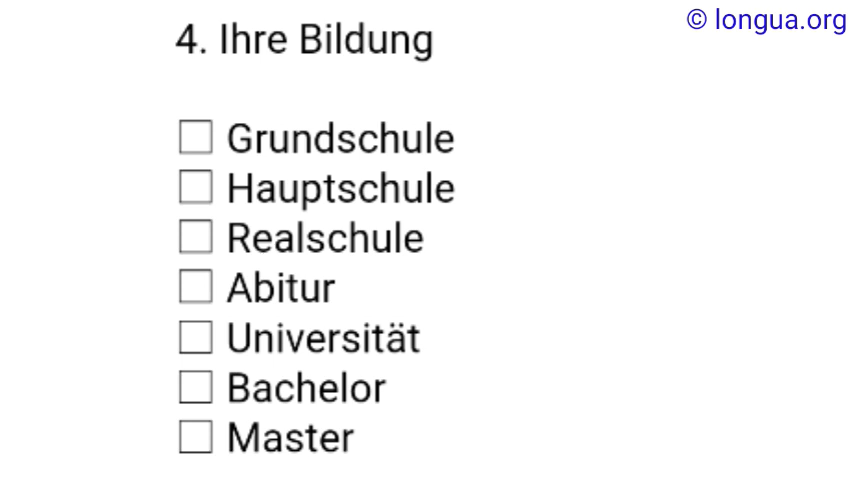 © longua.org
4. Ihre Bildung
Grundschule
Hauptschule
Realschule
Abitur
Universität
Bachelor
Master